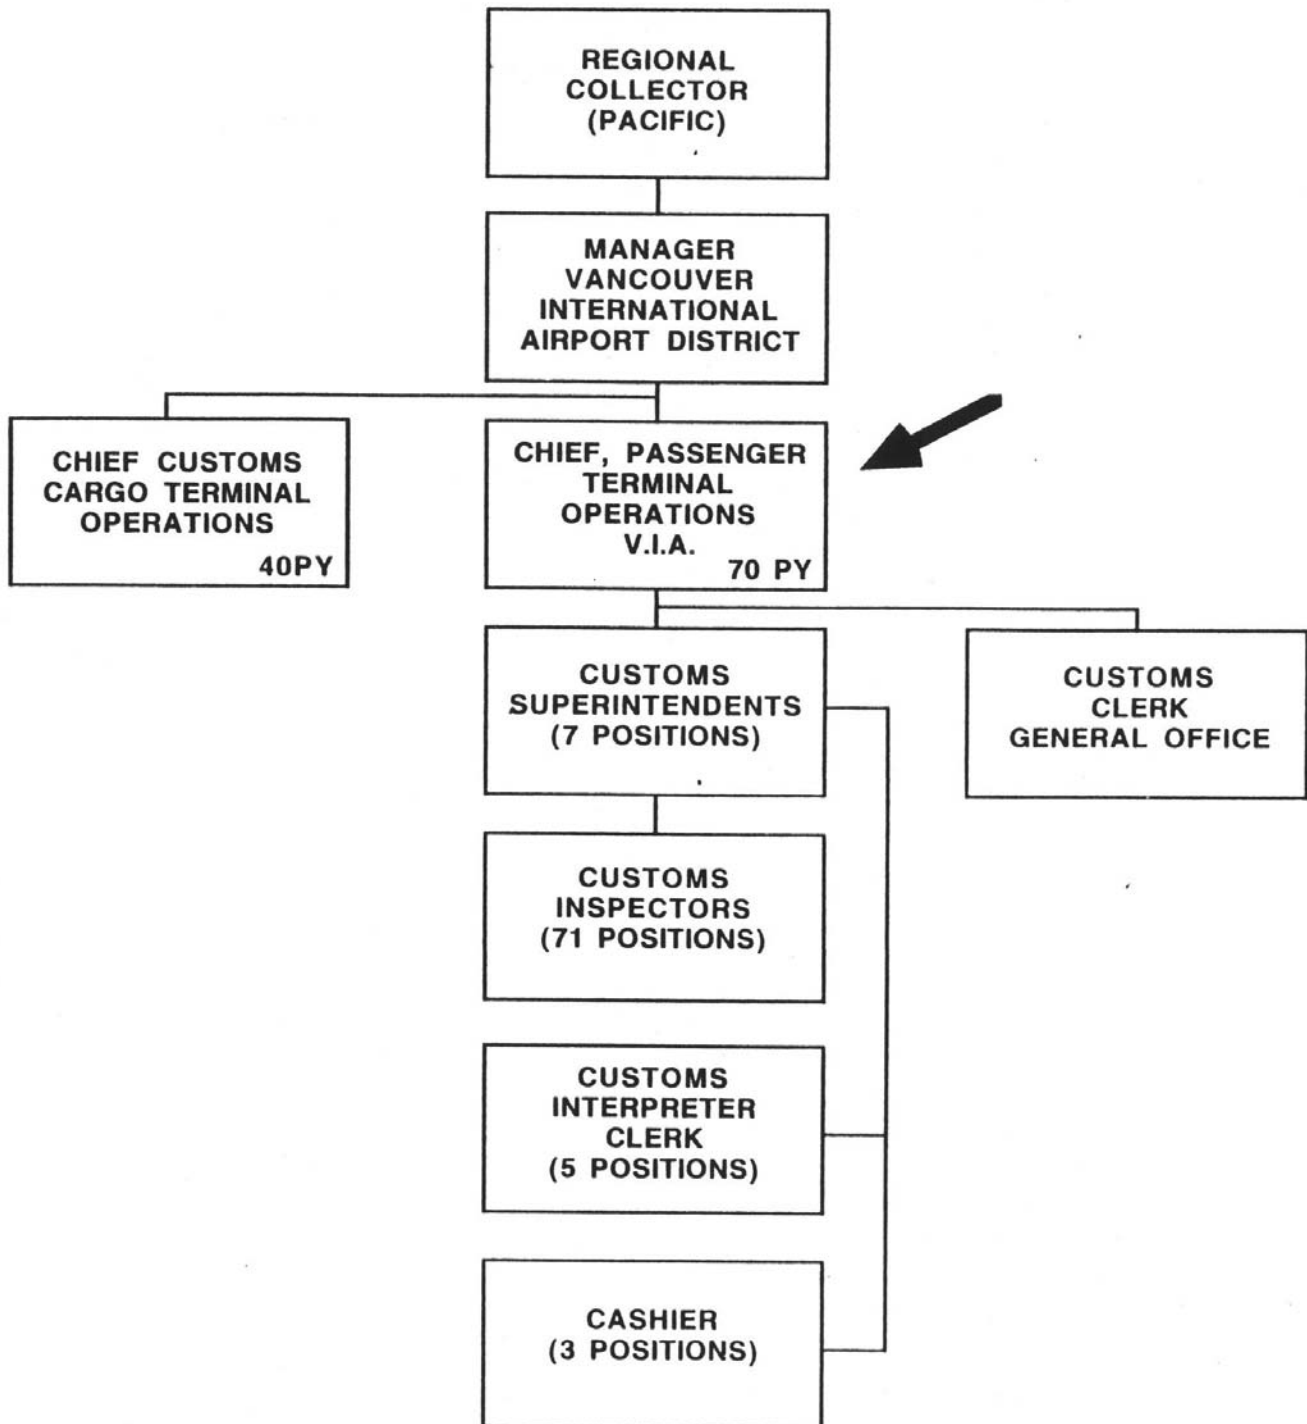 REGIONAL
COLLECTOR
(PACIFIC)
MANAGER
VANCOUVER
INTERNATIONAL
AIRPORT DISTRICT
CHIEF CUSTOMS
CARGO TERMINAL
OPERATIONS
40PY
CHIEF, PASSENGER
TERMINAL
OPERATIONS
V.I.A.
70 PY
CUSTOMS
SUPERINTENDENTS
(7 POSITIONS)
CUSTOMS
CLERK
GENERAL OFFICE
CUSTOMS
INSPECTORS
(71 POSITIONS)
CUSTOMS
INTERPRETER
CLERK
(5 POSITIONS)
CASHIER
(3 POSITIONS)